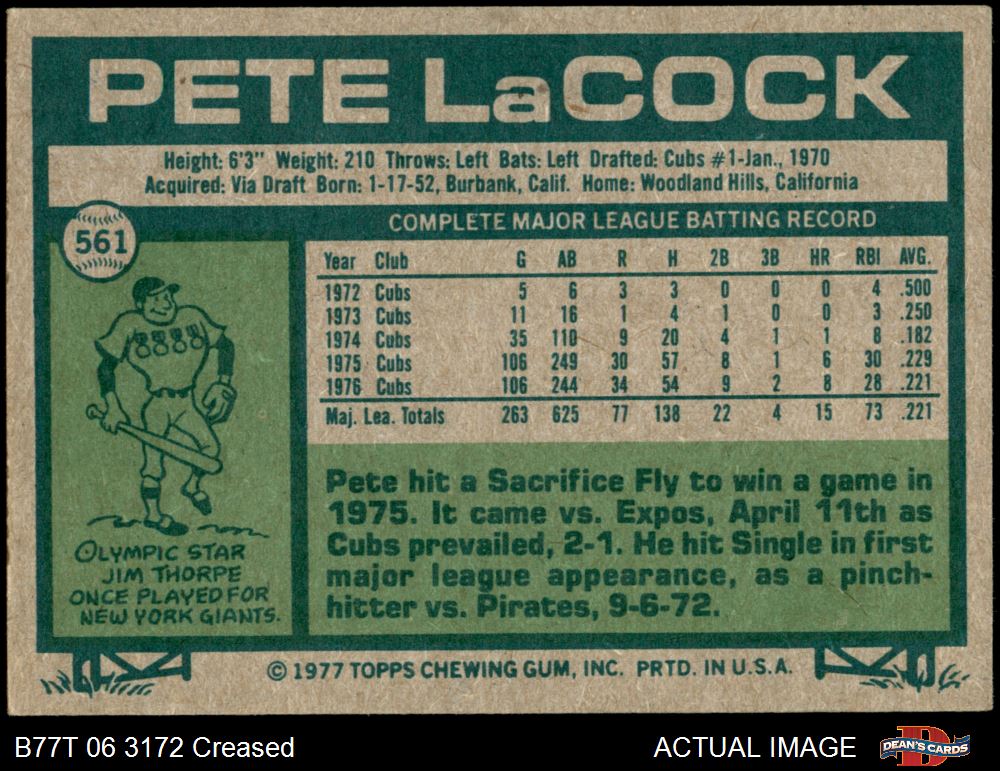 PETE LaCOCK
Height: 6'3" Weight: 210 Throws: Left Bats: Left Drafted: Cubs #1-Jan., 1970
Acquired: Via Draft Born: 1-17-52, Burbank, Calif. Home: Woodland Hills, California
561
COMPLETE MAJOR LEAGUE BATTING RECORD
Year Club G AB R H 2B 3B HR RBI AVG.
1972 Cubs 5 6 3 3 0 0 0 4 .500
1973 Cubs 11 16 1 4 1 0 0 3 .250
1974 Cubs 35 110 9 20 4 1 1 8 .182
1975 Cubs 106 249 30 57 8 1 6 30 .229
1976 Cubs 106 244 34 54 9 2 8 28 .221
Maj. Lea. Totals 263 625 77 138 22 4 15 73 .221
OLYMPIC STAR
JIM THORPE
ONCE PLAYED FOR
NEW YORK GIANTS.
Pete hit a Sacrifice Fly to win a game in
1975. It came vs. Expos, April 11th as
Cubs prevailed, 2-1. He hit Single in first
major league appearance, as a pinch-
hitter vs. Pirates, 9-6-72.
© 1977 TOPPS CHEWING GUM, INC. PRTD. IN U.S.A.
B77T 06 3172 Creased
ACTUAL IMAGE
DEAN'S CARDS